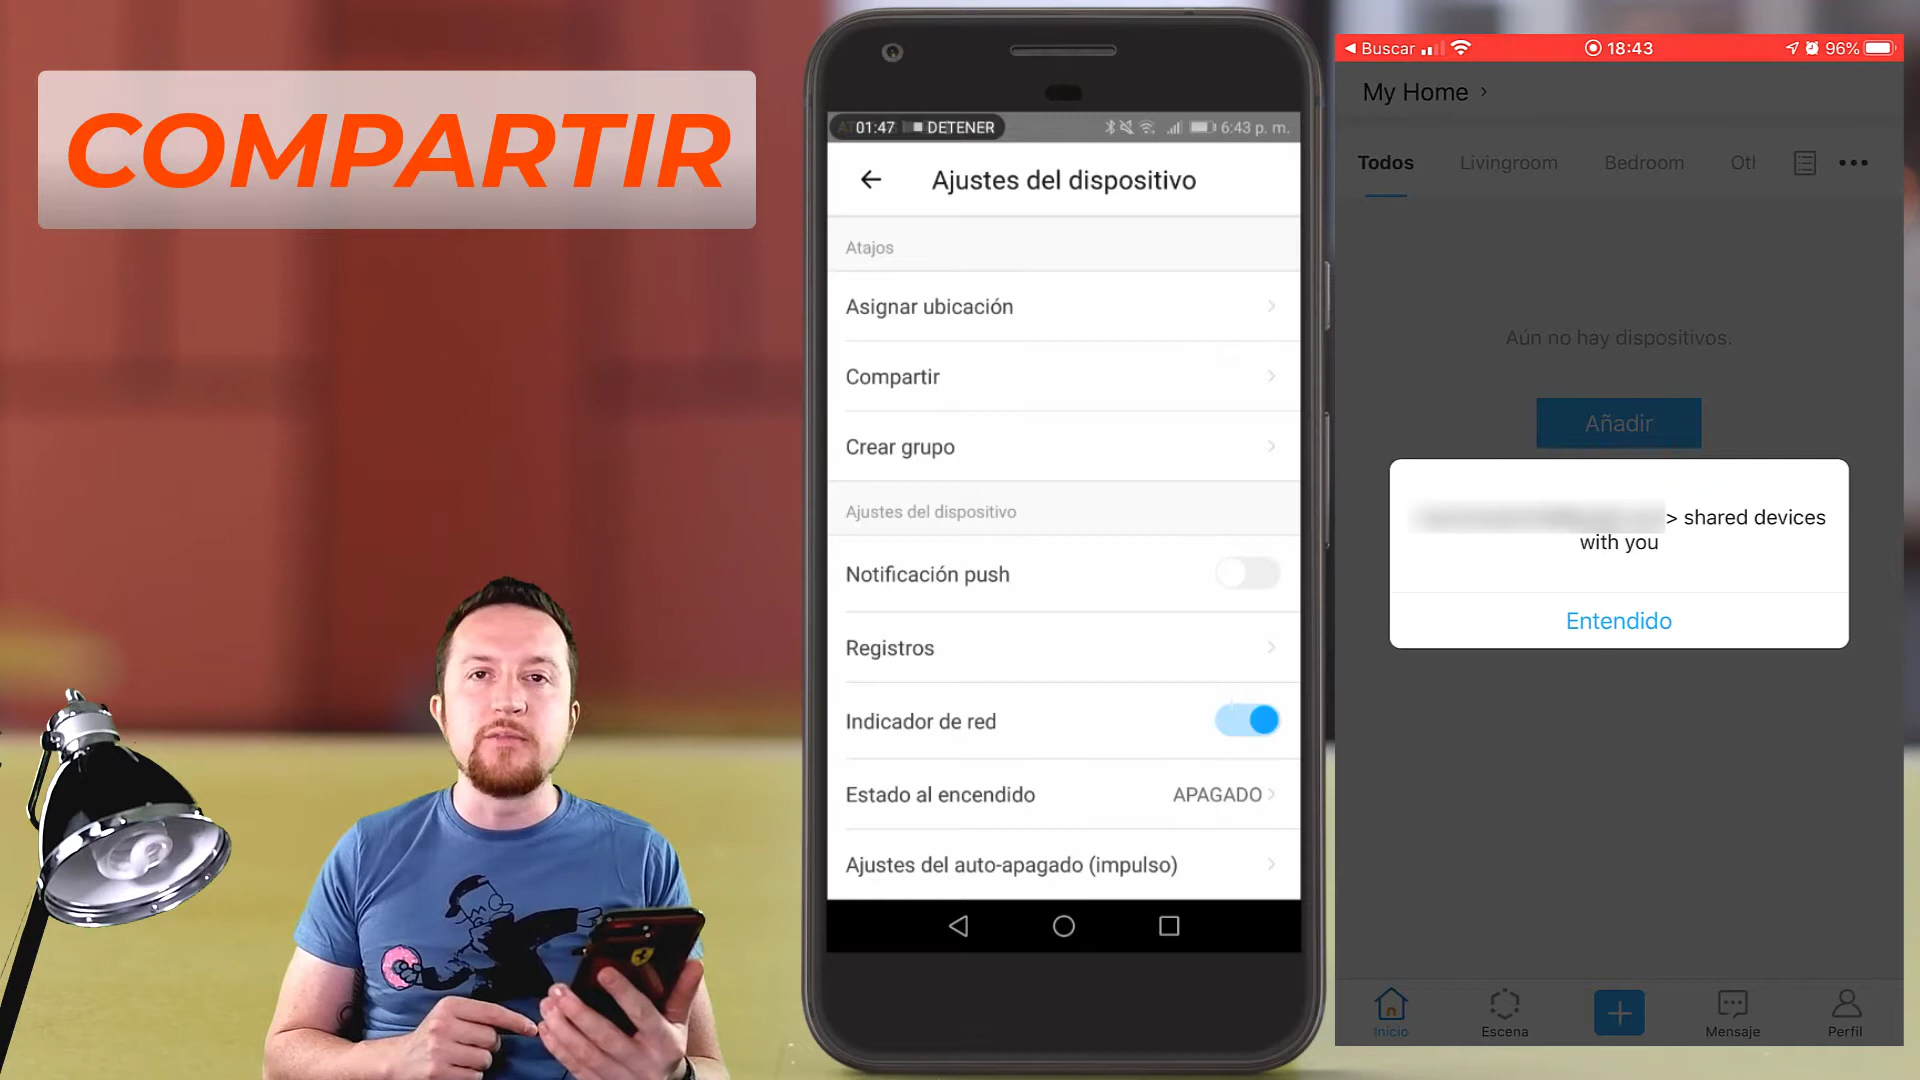 COMPARTIR
01:47 DETENER
6:43 p. m.
Ajustes del dispositivo
Atajos
Asignar ubicación
Compartir
Crear grupo
Ajustes del dispositivo
Notificación push
Registros
Indicador de red
Estado al encendido APAGADO
Ajustes del auto-apagado (impulso)
Buscar 18:43 96%
My Home
Todos Livingroom Bedroom
Aún no hay dispositivos.
Añadir
> shared devices
with you
Entendido
Inicio Escena Mensaje Perfil